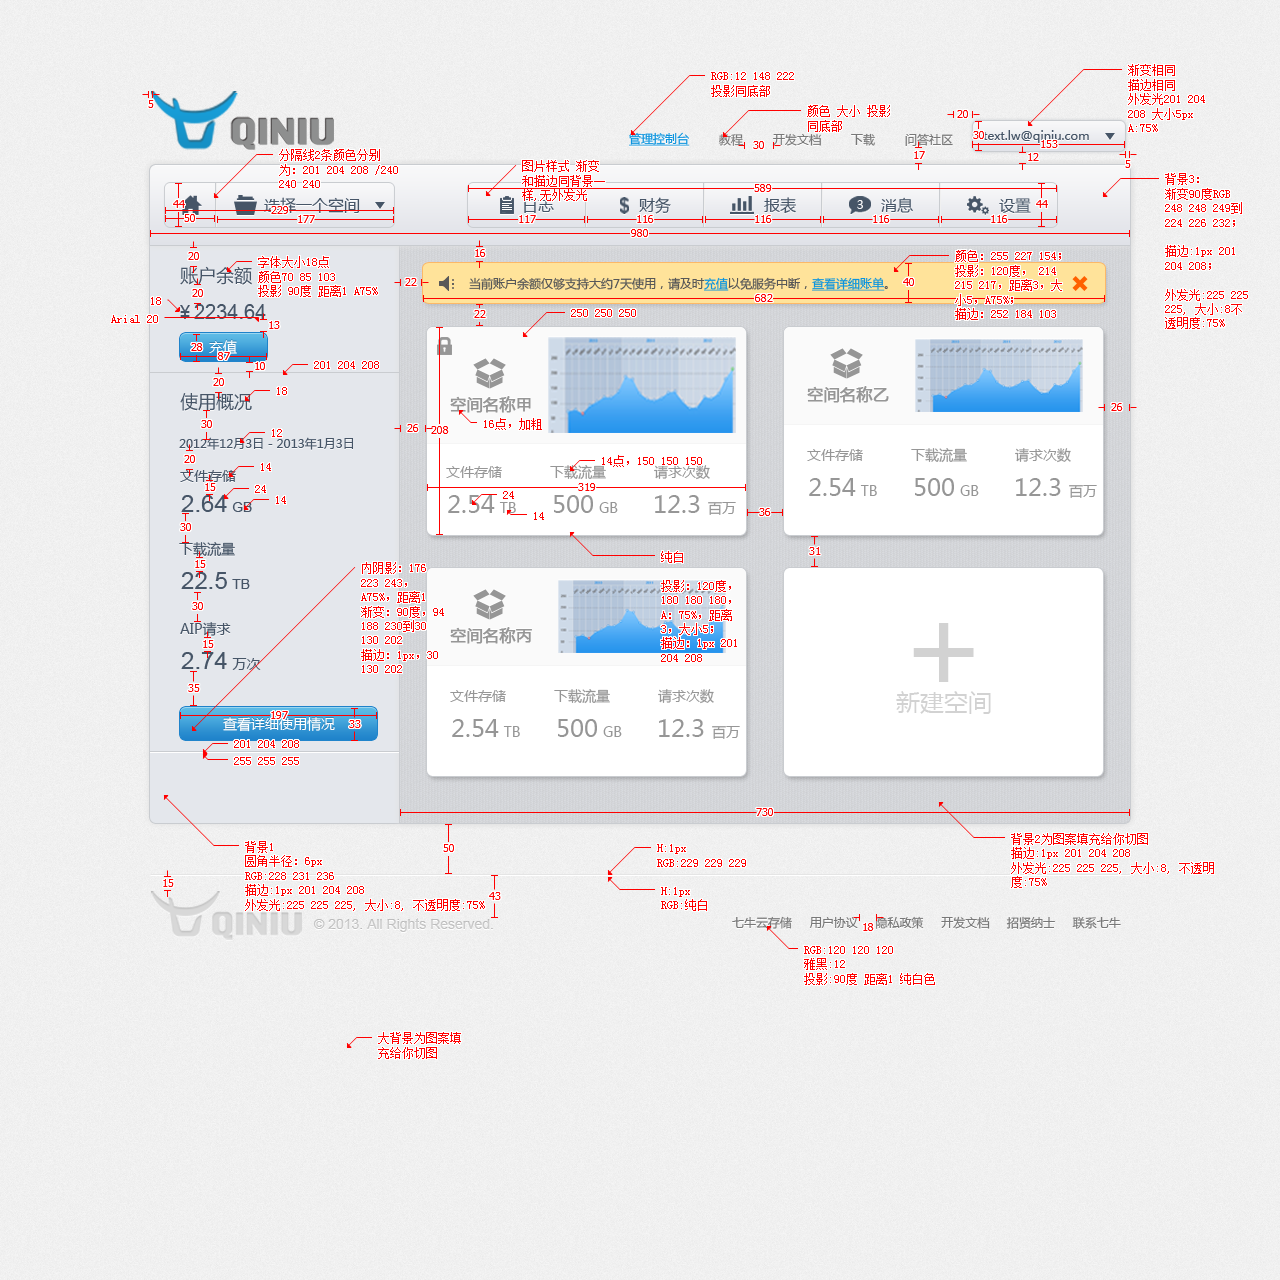 RGB:12 148 222
投影同底部
颜色 大小 投影
同底部
渐变相同
描边相同
外发光201 204
208 大小5px
A:75%
5
QINIU
管理控制台
教程
开发文档
下载
问答社区
30
20
30
text.lw@qiniu.com
153
17
12
5
分隔线2条颜色分别
为: 201 204 208 /240
240 240
图片样式 渐变
和描边同背景一
样,无外发光
背景3:
渐变90度RGB
248 248 249到
224 226 232;
描边:1px 201
204 208;
外发光:225 225
225, 大小:8不
透明度:75%
44
选择一个空间
229
50
177
589
日志
$ 财务
报表
3 消息
设置
44
117
116
116
116
116
980
20
账户余额
字体大小18点
颜色70 85 103
投影 90度 距离1 A75%
20
18
¥2234.64
Arial 20
13
28
充值
87
10
201 204 208
20
18
使用概况
30
12
2012年12月3日 - 2013年1月3日
20
14
文件存储
15
24
2.64 GB
14
30
下载流量
15
22.5 TB
30
AIP请求
15
2.74 万次
35
197
查看详细使用情况
33
201 204 208
255 255 255
内阴影: 176
223 243,
A75%, 距离1
渐变: 90度, 94
188 230到30
130 202
描边: 1px, 30
130 202
16
22
当前账户余额仅够支持大约7天使用，请及时充值以免服务中断，查看详细账单。
40
682
22
颜色: 255 227 154;
投影: 120度, 214
215 217, 距离3, 大
小5, A75%;
描边: 252 184 103
250 250 250
26
208
空间名称甲
16点, 加粗
14点, 150 150 150
文件存储
下载流量
请求次数
319
24
2.54 TB
500 GB
12.3 百万
14
纯白
36
空间名称乙
26
文件存储
下载流量
请求次数
2.54 TB
500 GB
12.3 百万
31
空间名称丙
投影: 120度,
180 180 180,
A: 75%, 距离
3, 大小5;
描边: 1px 201
204 208
文件存储
下载流量
请求次数
2.54 TB
500 GB
12.3 百万
新建空间
730
背景1
圆角半径: 6px
RGB:228 231 236
描边:1px 201 204 208
外发光:225 225 225, 大小:8, 不透明度:75%
50
H:1px
RGB:229 229 229
H:1px
RGB:纯白
背景2为图案填充给你切图
描边:1px 201 204 208
外发光:225 225 225, 大小:8, 不透明
度:75%
15
43
QINIU
© 2013. All Rights Reserved.
七牛云存储
用户协议
18
隐私政策
开发文档
招贤纳士
联系七牛
RGB:120 120 120
雅黑:12
投影:90度 距离1 纯白色
大背景为图案填
充给你切图